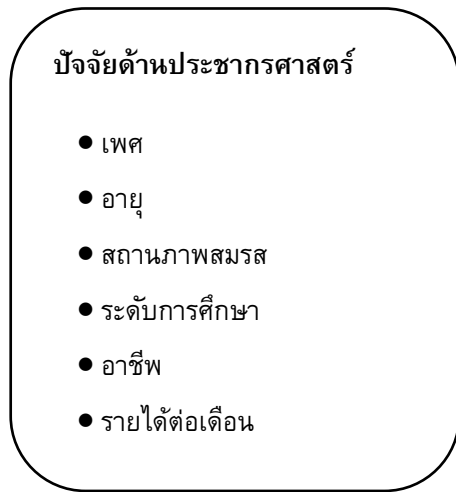 ปัจจัยด้านประชากรศาสตร์
● เพศ
● อายุ
● สถานภาพสมรส
● ระดับการศึกษา
● อาชีพ
● รายได้ต่อเดือน